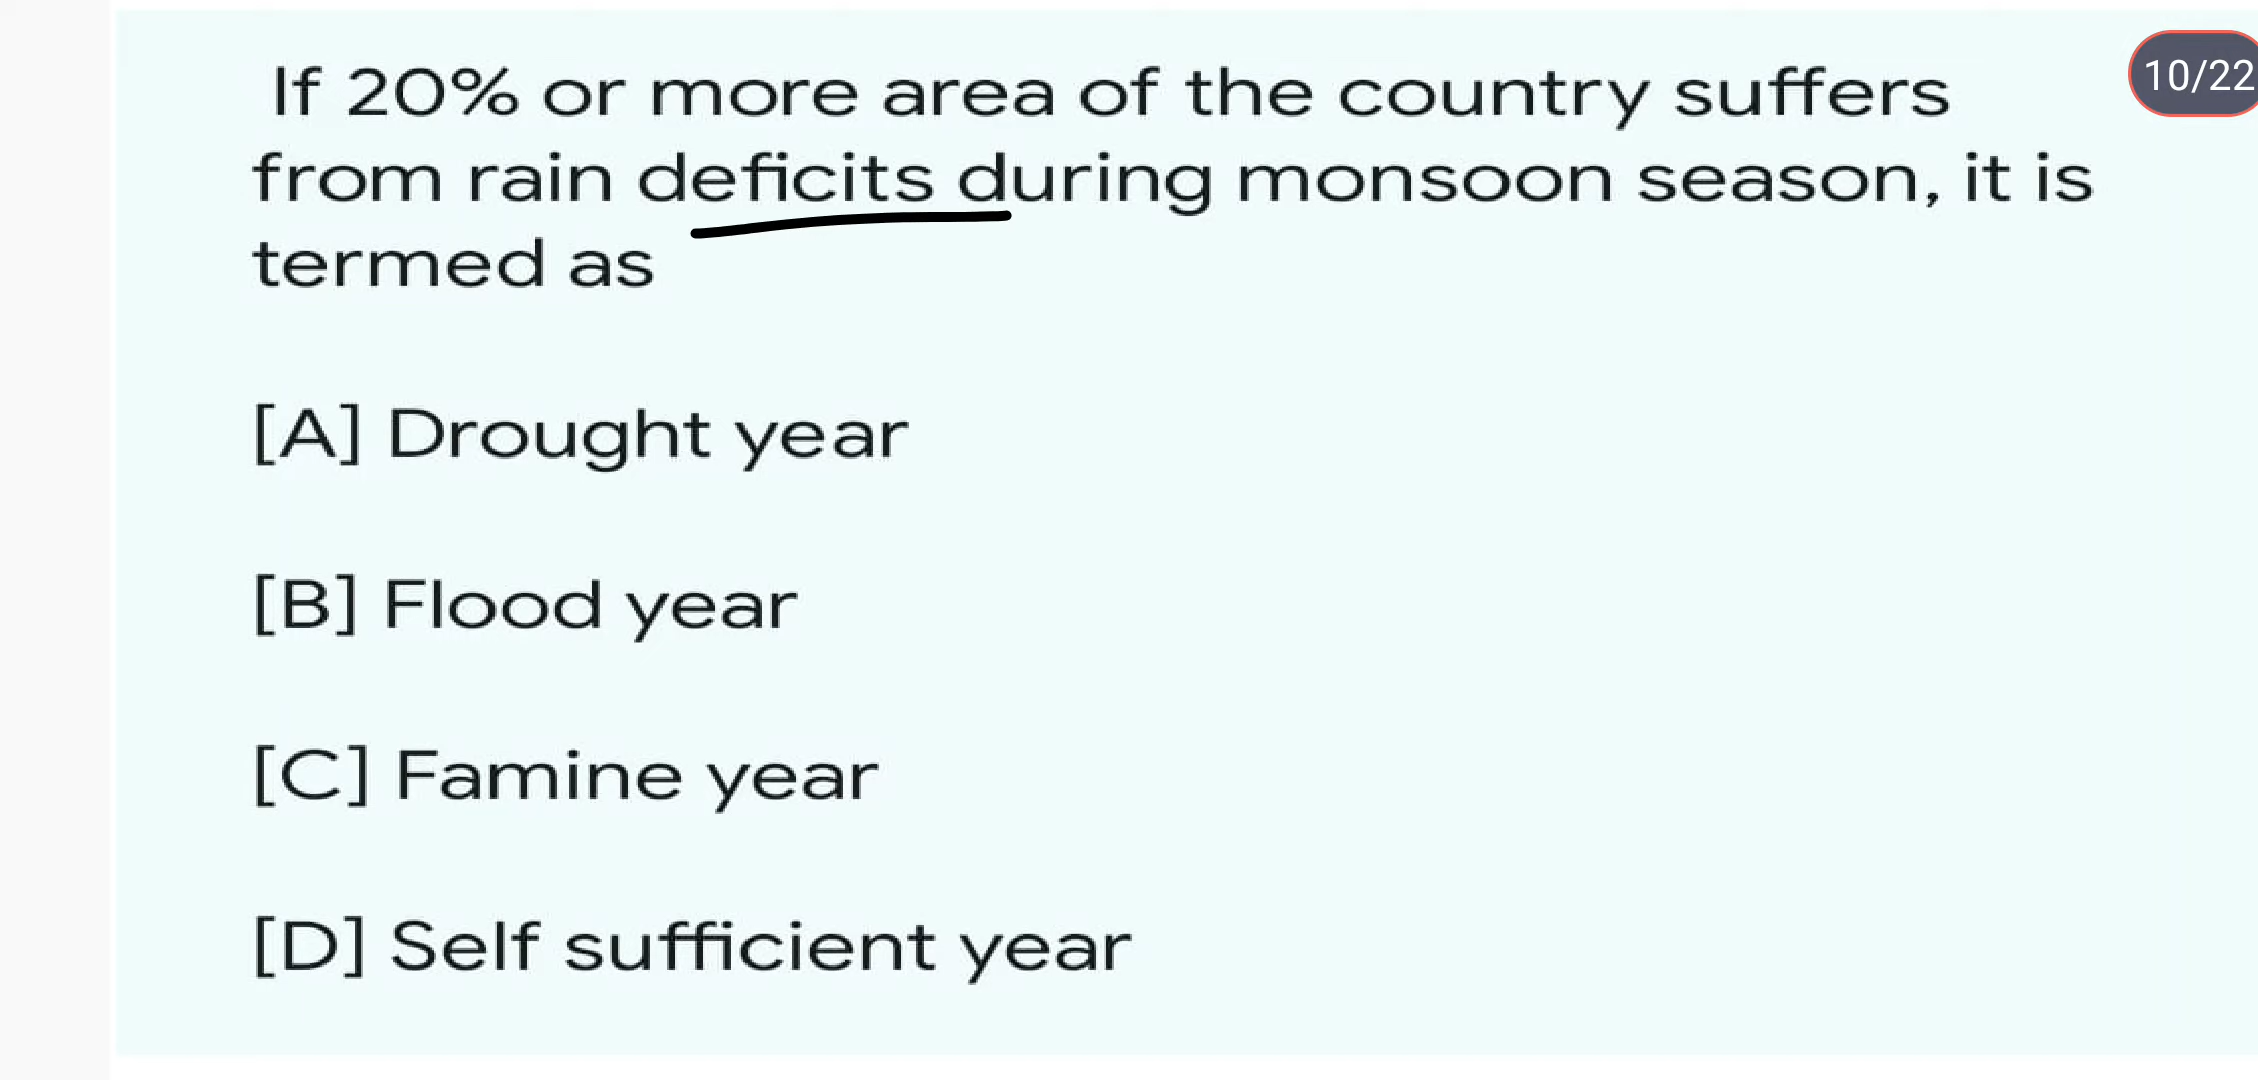 If 20% or more area of the country suffers
10/22
from rain deficits during monsoon season, it is
termed as
[A] Drought year
[B] Flood year
[C] Famine year
[D] Self sufficient year